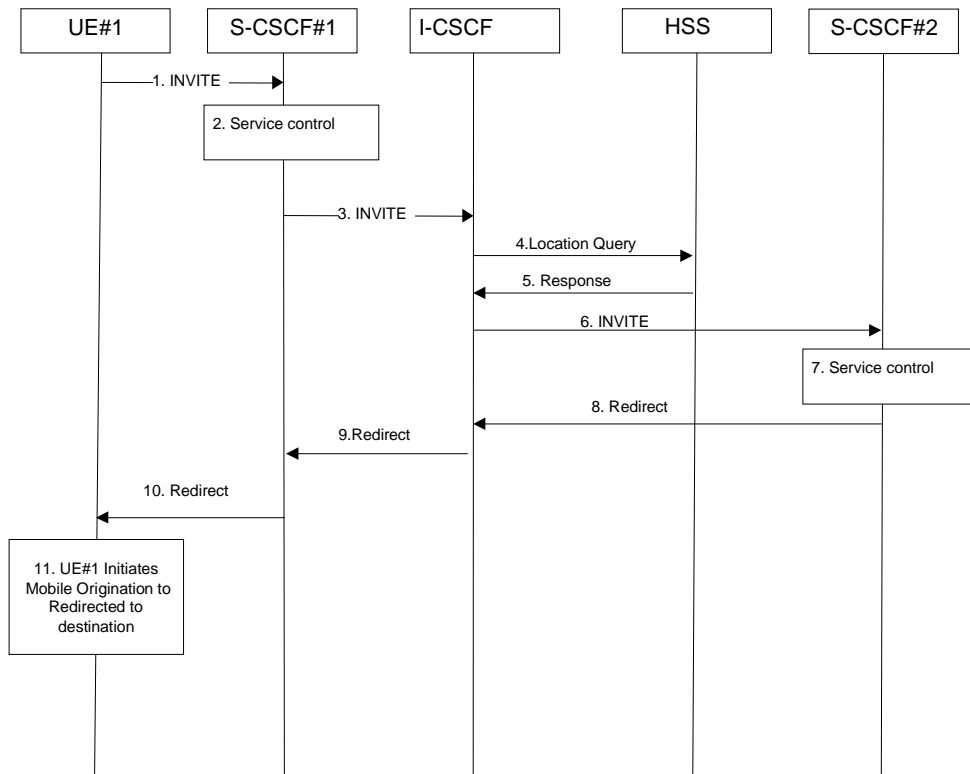 UE#1
S-CSCF#1
I-CSCF
HSS
S-CSCF#2
1. INVITE
2. Service control
3. INVITE
4.Location Query
5. Response
6. INVITE
7. Service control
8. Redirect
9.Redirect
10. Redirect
11. UE#1 Initiates
Mobile Origination to
Redirected to
destination